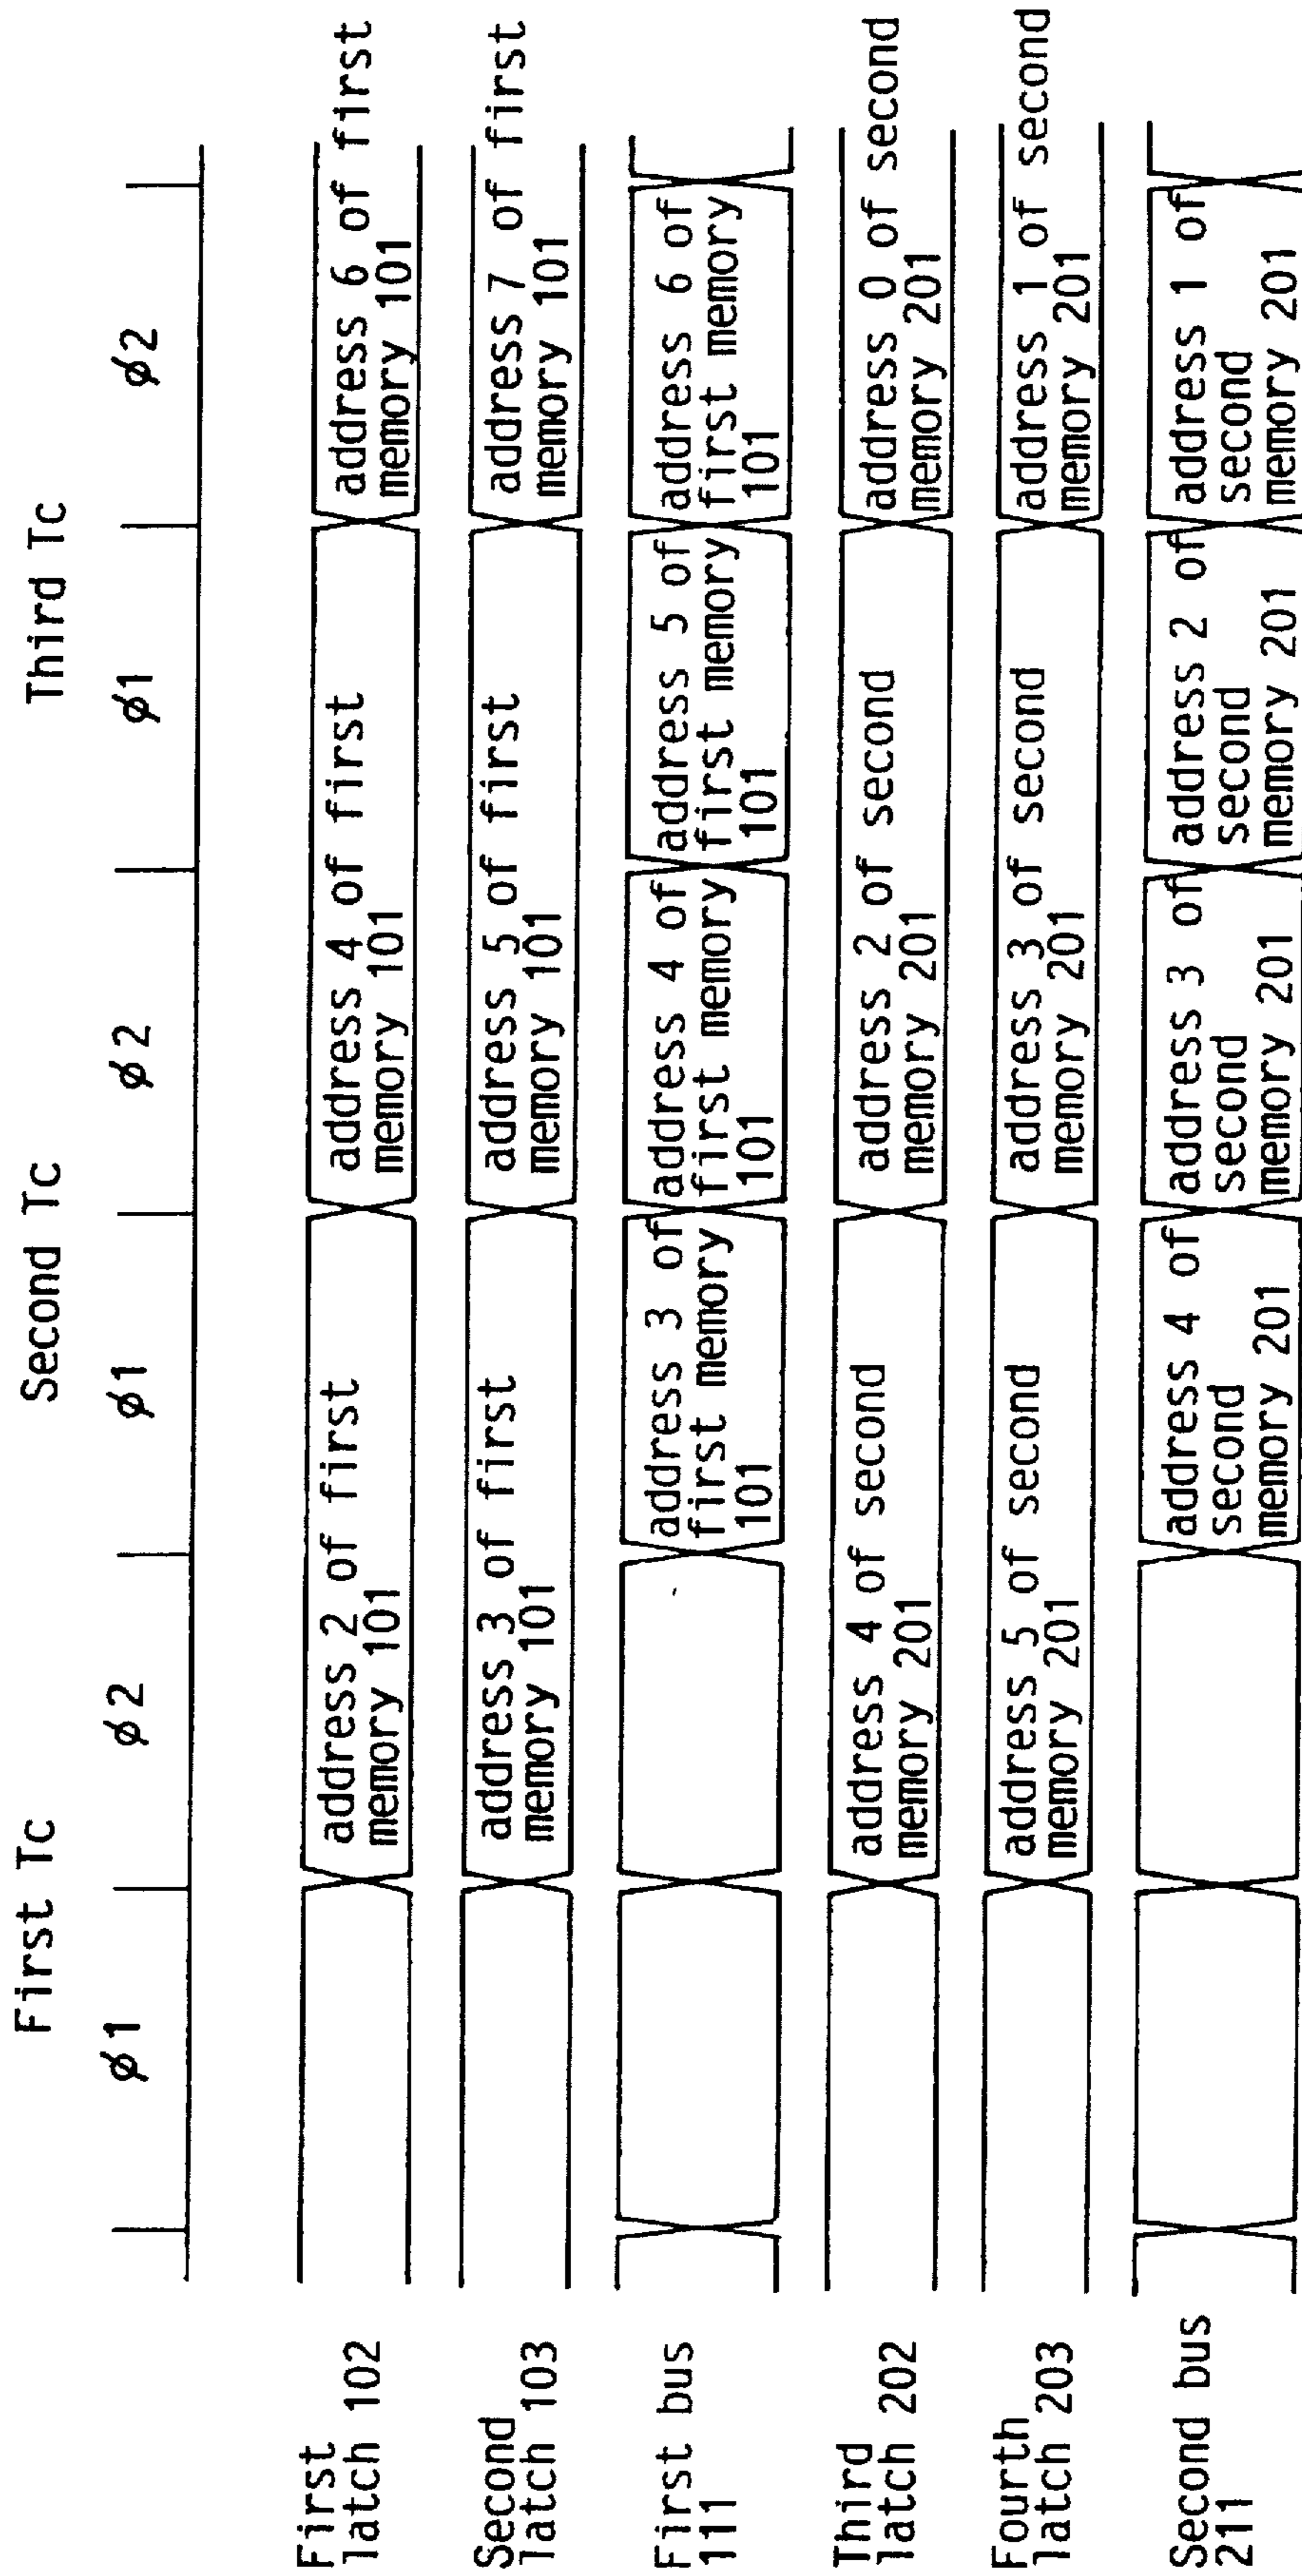 First Tc
Second Tc
Third Tc
ø1
ø2
ø1
ø2
ø1
ø2
First
latch 102
address 2 of first
memory 101
address 4 of first
memory 101
address 6 of first
memory 101
Second
latch 103
address 3 of first
memory 101
address 5 of first
memory 101
address 7 of first
memory 101
First bus
111
address 3 of
first memory
101
address 4 of
first memory
101
address 5 of
first memory
101
address 6 of
first memory
101
Third
latch 202
address 4 of second
memory 201
address 2 of second
memory 201
address 0 of second
memory 201
Fourth
latch 203
address 5 of second
memory 201
address 3 of second
memory 201
address 1 of second
memory 201
Second bus
211
address 4 of
second
memory 201
address 3 of
second
memory 201
address 2 of
second
memory 201
address 1 of
second
memory 201